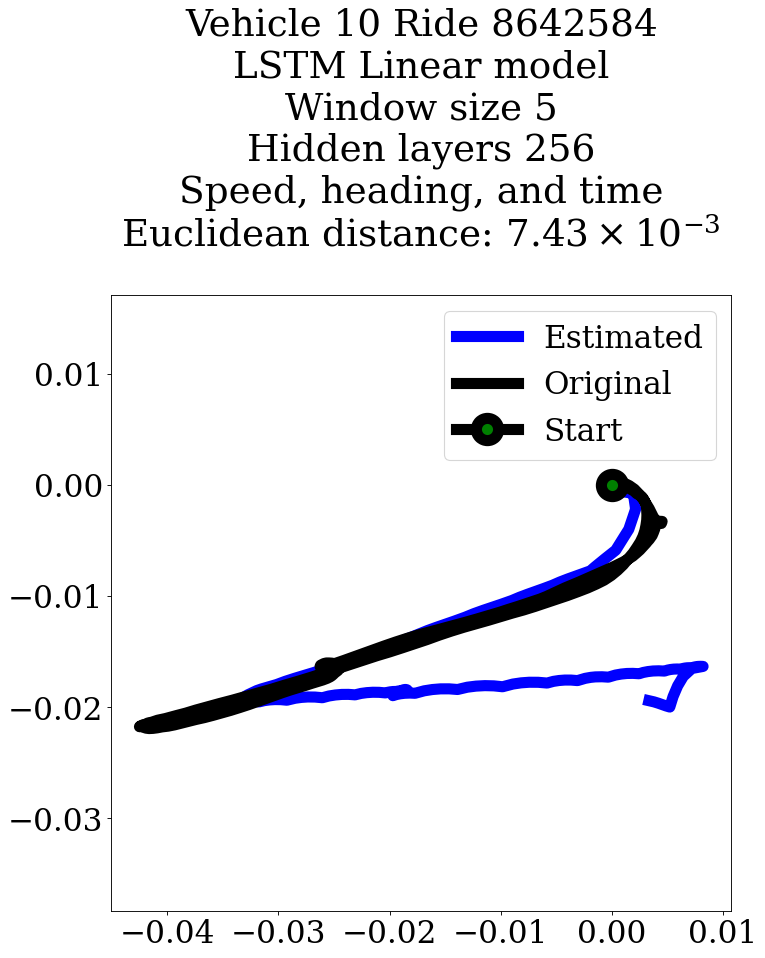 Vehicle 10 Ride 8642584
LSTM Linear model
Window size 5
Hidden layers 256
Speed, heading, and time
Euclidean distance: 7.43 × 10⁻³
Estimated
Original
Start
0.01
0.00
−0.01
−0.02
−0.03
−0.04 −0.03 −0.02 −0.01 0.00 0.01